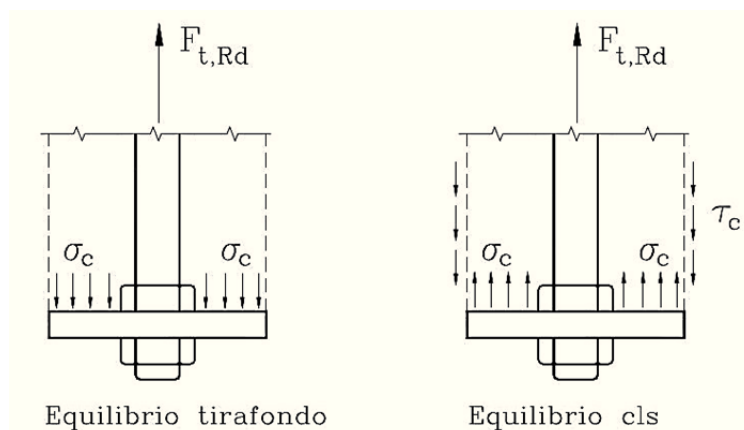 F_t,Rd
F_t,Rd
τ_c
σ_c σ_c
σ_c σ_c
Equilibrio tirafondo
Equilibrio cls